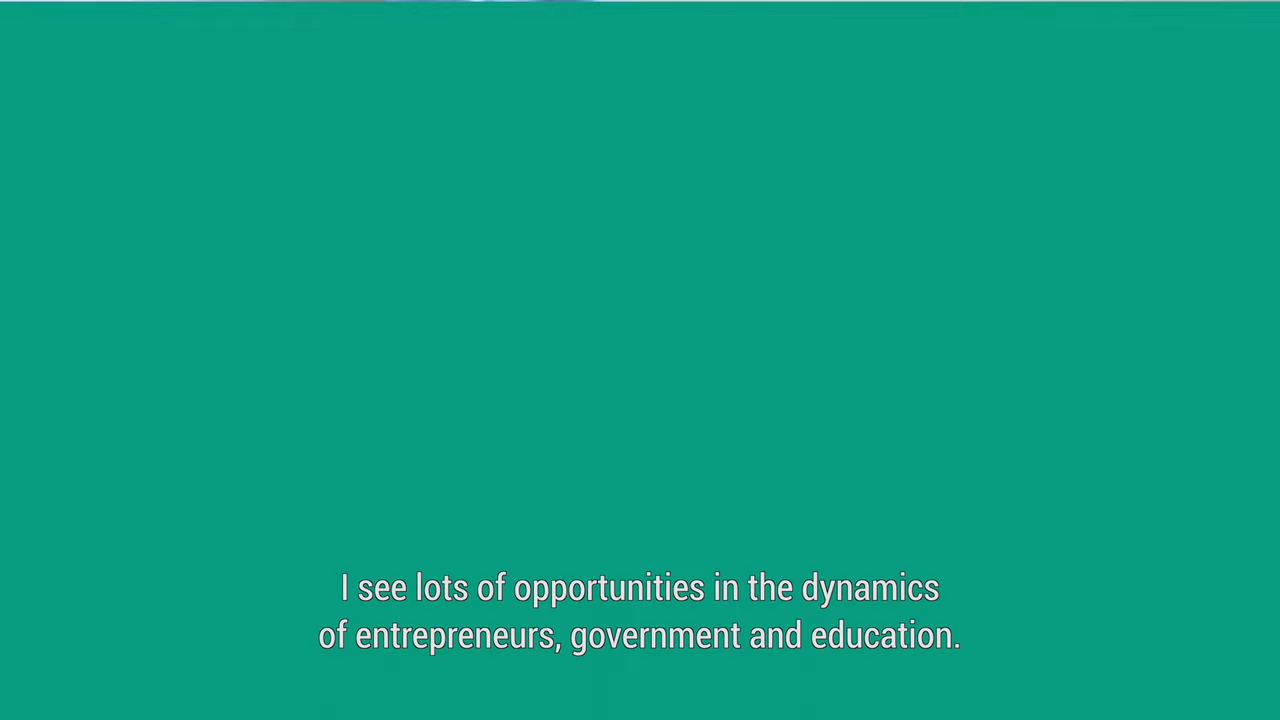 I see lots of opportunities in the dynamics
of entrepreneurs, government and education.